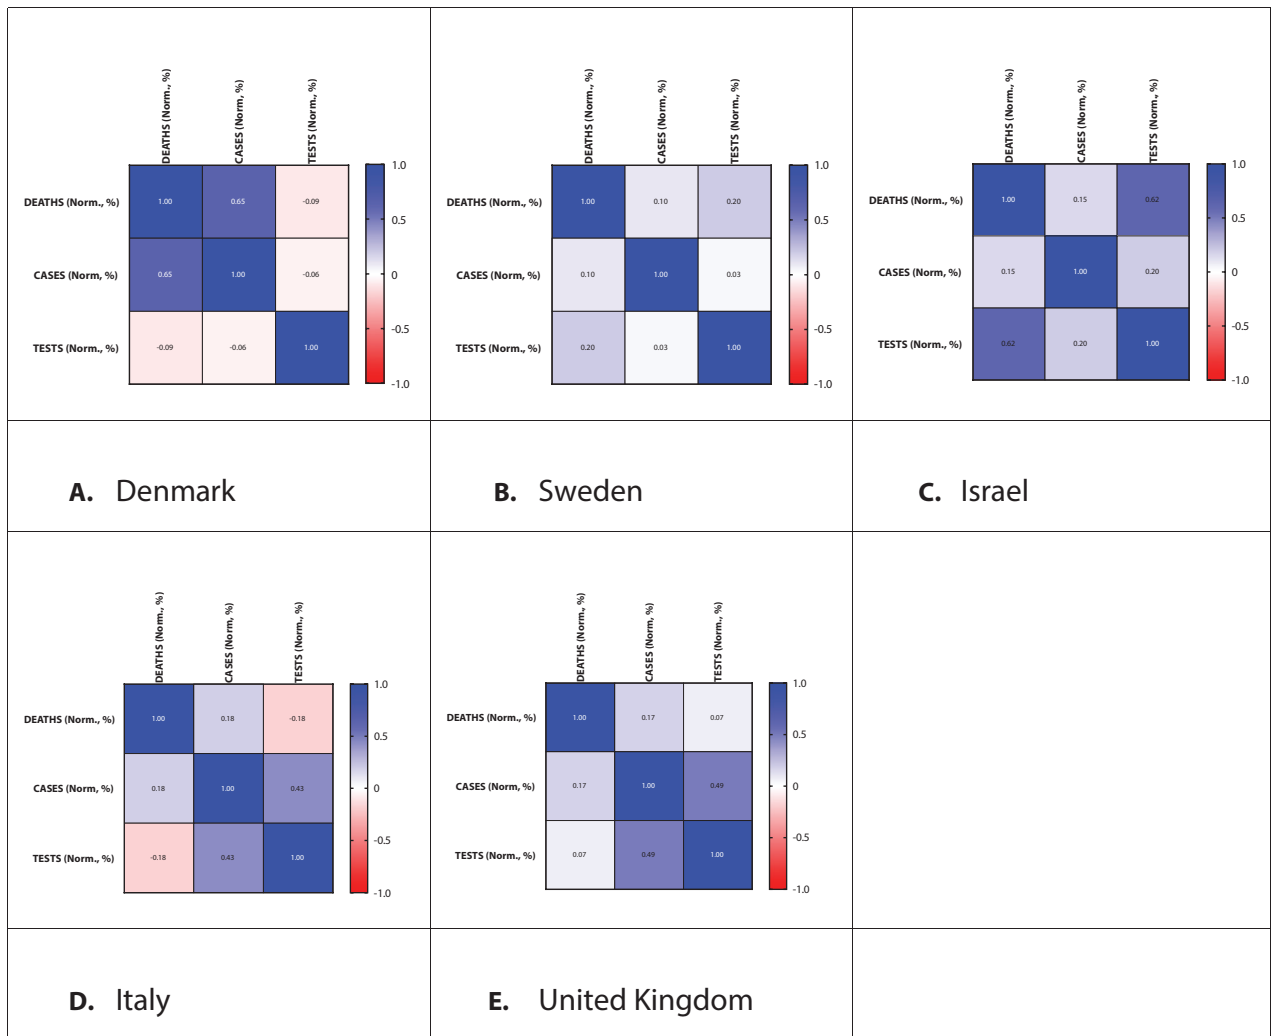 DEATHS (Norm., %)
CASES (Norm, %)
TESTS (Norm., %)
DEATHS (Norm., %) 1.00 0.65 -0.09
CASES (Norm, %) 0.65 1.00 -0.06
TESTS (Norm., %) -0.09 -0.06 1.00
1.0
0.5
0
-0.5
-1.0
DEATHS (Norm., %)
CASES (Norm, %)
TESTS (Norm., %)
DEATHS (Norm., %) 1.00 0.10 0.20
CASES (Norm, %) 0.10 1.00 0.03
TESTS (Norm., %) 0.20 0.03 1.00
1.0
0.5
0
-0.5
-1.0
DEATHS (Norm., %)
CASES (Norm, %)
TESTS (Norm., %)
DEATHS (Norm., %) 1.00 0.15 0.62
CASES (Norm, %) 0.15 1.00 0.20
TESTS (Norm., %) 0.62 0.20 1.00
1.0
0.5
0
-0.5
-1.0
A. Denmark
B. Sweden
C. Israel
DEATHS (Norm., %)
CASES (Norm, %)
TESTS (Norm., %)
DEATHS (Norm., %) 1.00 0.18 -0.18
CASES (Norm, %) 0.18 1.00 0.43
TESTS (Norm., %) -0.18 0.43 1.00
1.0
0.5
0
-0.5
-1.0
DEATHS (Norm., %)
CASES (Norm, %)
TESTS (Norm., %)
DEATHS (Norm., %) 1.00 0.17 0.07
CASES (Norm, %) 0.17 1.00 0.49
TESTS (Norm., %) 0.07 0.49 1.00
1.0
0.5
0
-0.5
-1.0
D. Italy
E. United Kingdom